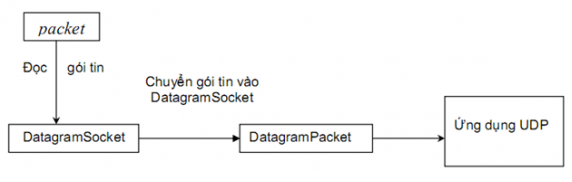 packet
Đọc gói tin
Chuyển gói tin vào
DatagramSocket
DatagramSocket
DatagramPacket
Ứng dụng UDP